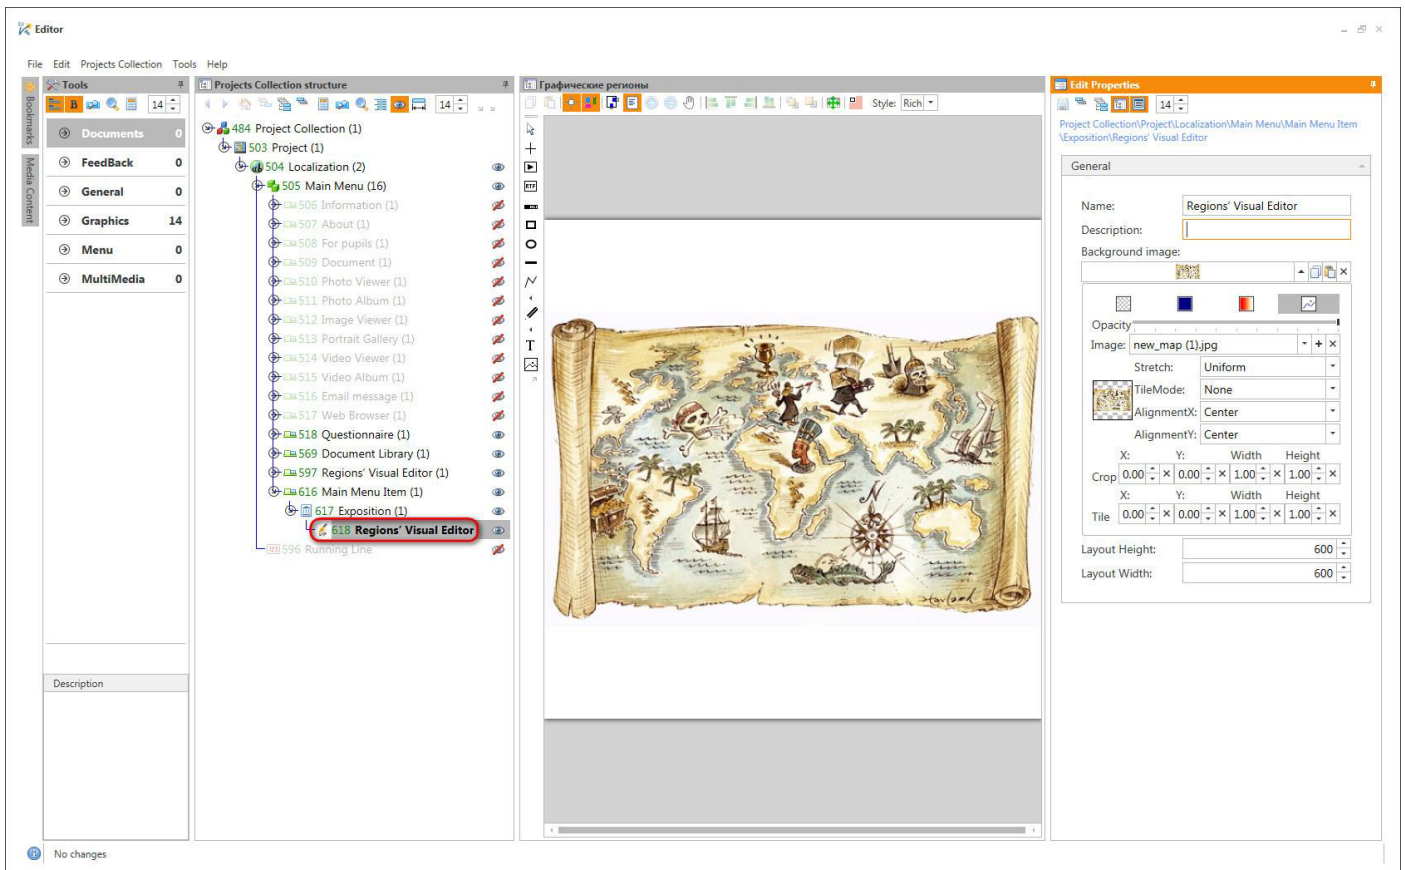 Editor
File Edit Projects Collection Tools Help
Bookmarks
Media Content
Tools
B 14
Documents 0
FeedBack 0
General 0
Graphics 14
Menu 0
MultiMedia 0
Description
Projects Collection structure
14
484 Project Collection (1)
503 Project (1)
504 Localization (2)
505 Main Menu (16)
506 Information (1)
507 About (1)
508 For pupils (1)
509 Document (1)
510 Photo Viewer (1)
511 Photo Album (1)
512 Image Viewer (1)
513 Portrait Gallery (1)
514 Video Viewer (1)
515 Video Album (1)
516 Email message (1)
517 Web Browser (1)
518 Questionnaire (1)
569 Document Library (1)
597 Regions' Visual Editor (1)
616 Main Menu Item (1)
617 Exposition (1)
618 Regions' Visual Editor
596 Running Line
Графические регионы
Style: Rich
RTF
T
N
Edit Properties
14
Project Collection\Project\Localization\Main Menu\Main Menu Item
\Exposition\Regions' Visual Editor
General
Name: Regions' Visual Editor
Description:
Background image:
Opacity
Image: new_map (1).jpg
Stretch: Uniform
TileMode: None
AlignmentX: Center
AlignmentY: Center
X: Y: Width Height
Crop 0.00 0.00 1.00 1.00
X: Y: Width Height
Tile 0.00 0.00 1.00 1.00
Layout Height: 600
Layout Width: 600
No changes